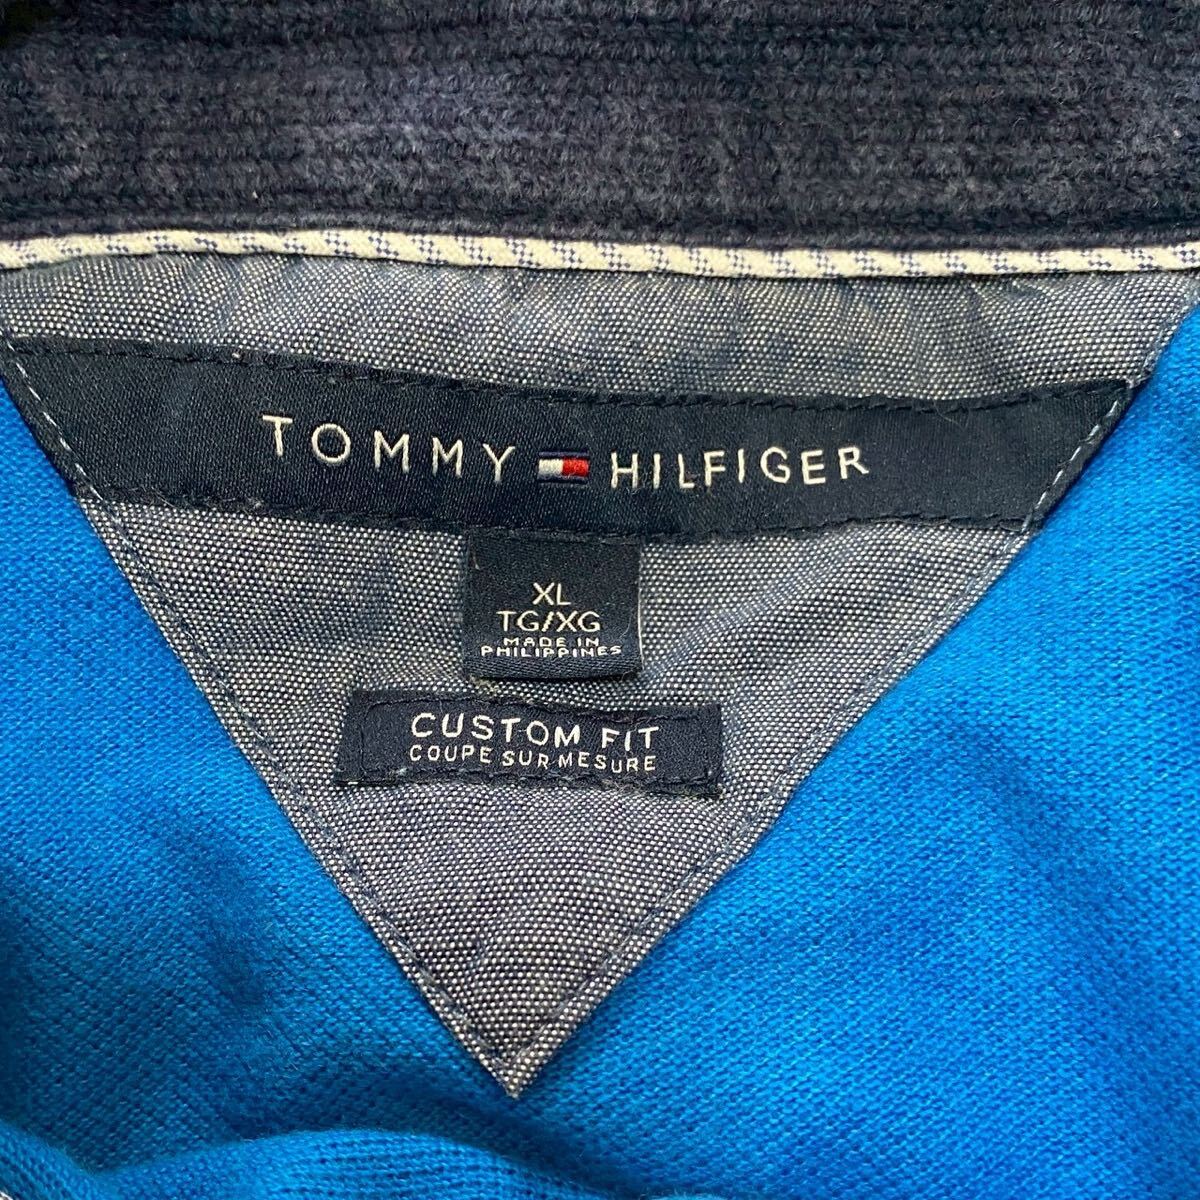 TOMMY HILFIGER
XL
TG/XG
MADE IN
PHILIPPINES
CUSTOM FIT
COUPE SUR MESURE